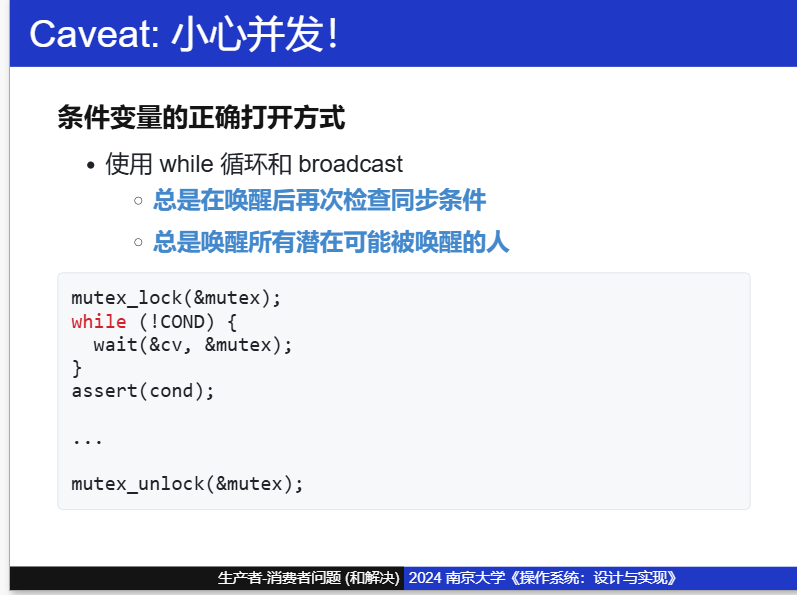 Caveat: 小心并发！
条件变量的正确打开方式
• 使用 while 循环和 broadcast
◦ 总是在唤醒后再次检查同步条件
◦ 总是唤醒所有潜在可能被唤醒的人
mutex_lock(&mutex);
while (!COND) {
  wait(&cv, &mutex);
}
assert(cond);
...
mutex_unlock(&mutex);
生产者-消费者问题 (和解决) 2024 南京大学《操作系统：设计与实现》